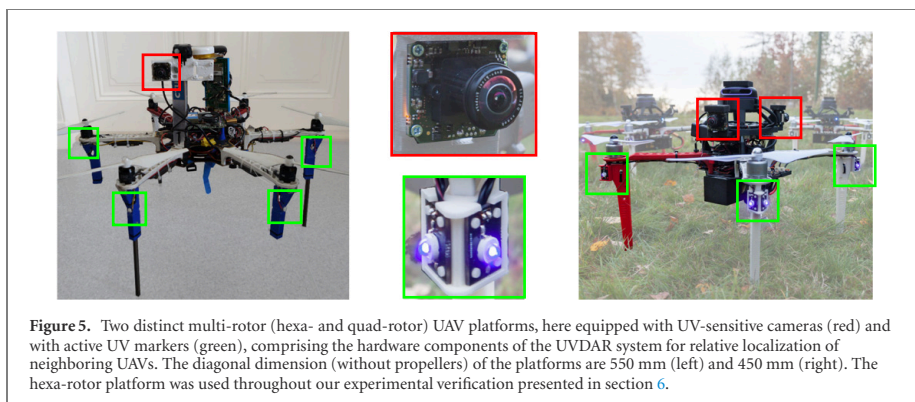 Figure 5. Two distinct multi-rotor (hexa- and quad-rotor) UAV platforms, here equipped with UV-sensitive cameras (red) and
with active UV markers (green), comprising the hardware components of the UVDAR system for relative localization of
neighboring UAVs. The diagonal dimension (without propellers) of the platforms are 550 mm (left) and 450 mm (right). The
hexa-rotor platform was used throughout our experimental verification presented in section 6.